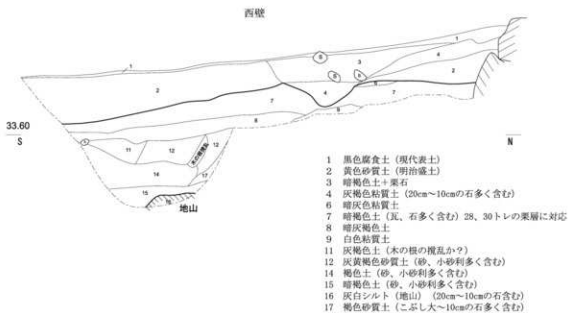 西壁
33.60
S
N
地山
木の根攪乱
1 黒色腐食土（現代表土）
2 黄色砂質土（明治盛土）
3 暗褐色土＋栗石
4 灰褐色粘質土（20cm～10cmの石多く含む）
6 暗灰色粘質土
7 暗褐色土（瓦、石多く含む）28、30トレの栗層に対応
8 暗灰褐色土
9 白色粘質土
11 灰褐色土（木の根の攪乱か？）
12 灰黄褐色砂質土（砂、小砂利多く含む）
14 褐色土（砂、小砂利多く含む）
15 暗褐色土（砂、小砂利多く含む）
16 灰白シルト（地山）（20cm～10cmの石含む）
17 褐色砂質土（こぶし大～10cmの石多く含む）